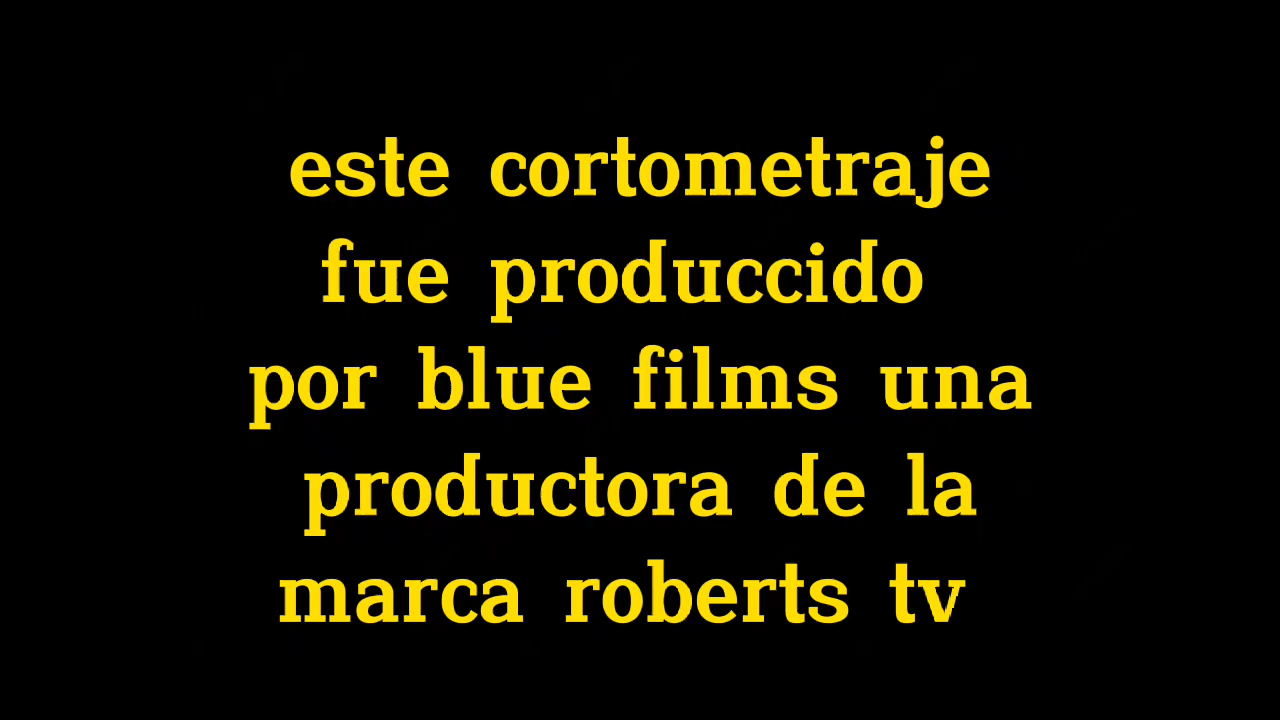 este cortometraje
fue produccido
por blue films una
productora de la
marca roberts tv